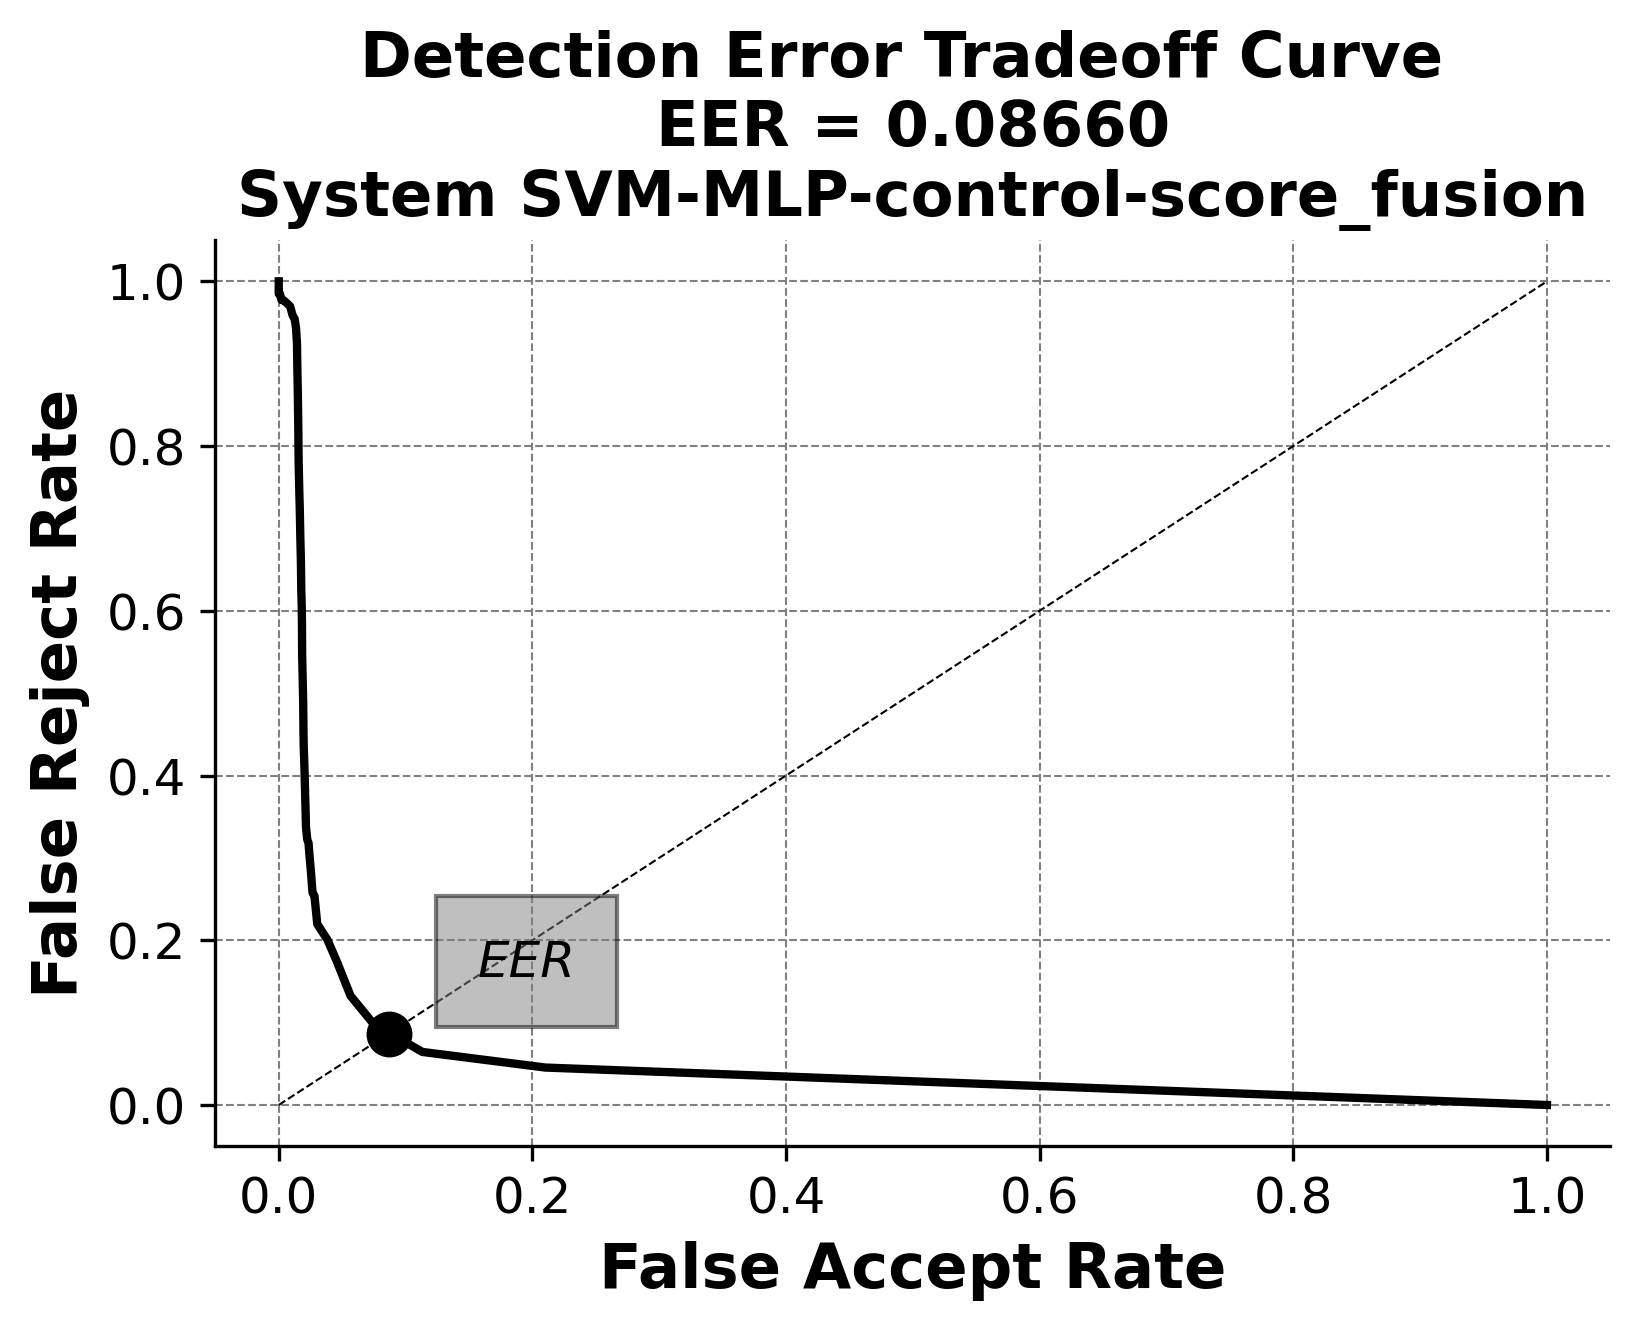 Detection Error Tradeoff Curve
EER = 0.08660
System SVM-MLP-control-score_fusion
False Reject Rate
1.0
0.8
0.6
0.4
0.2
0.0
EER
0.0 0.2 0.4 0.6 0.8 1.0
False Accept Rate